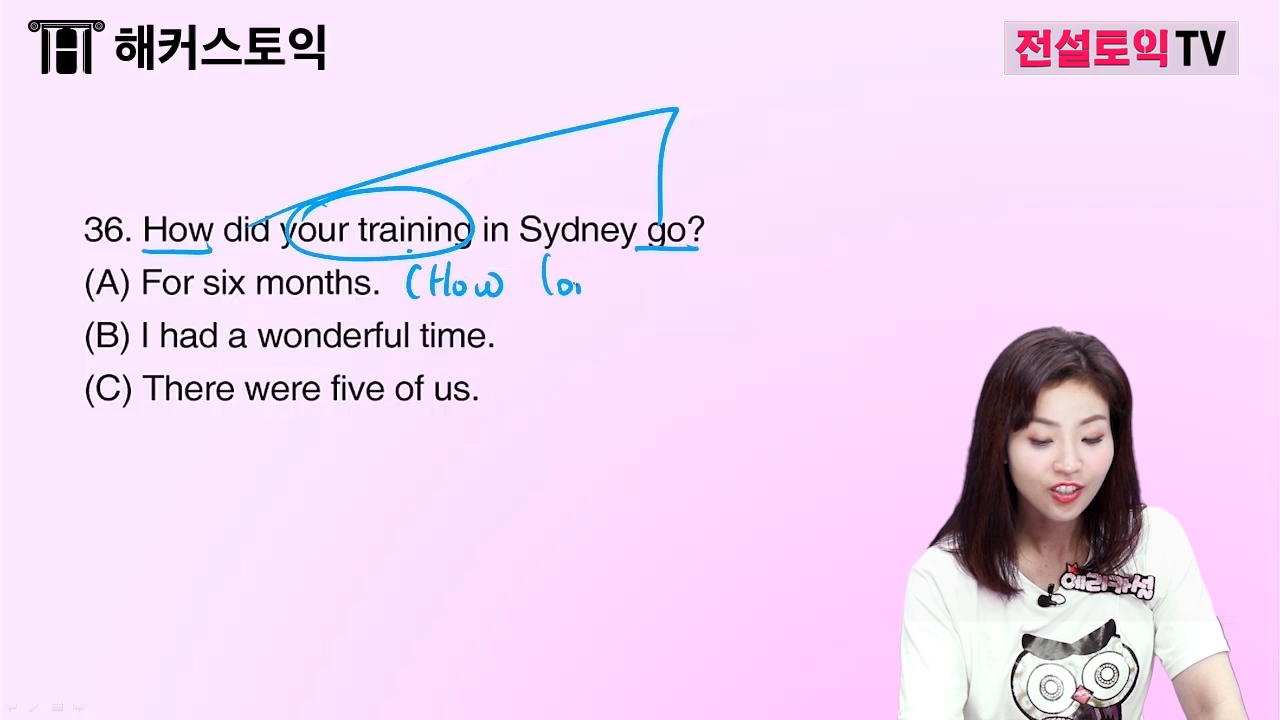 해커스토익
전설토익TV
36. How did your training in Sydney go?
(A) For six months. (How lon
(B) I had a wonderful time.
(C) There were five of us.
에리카쌤